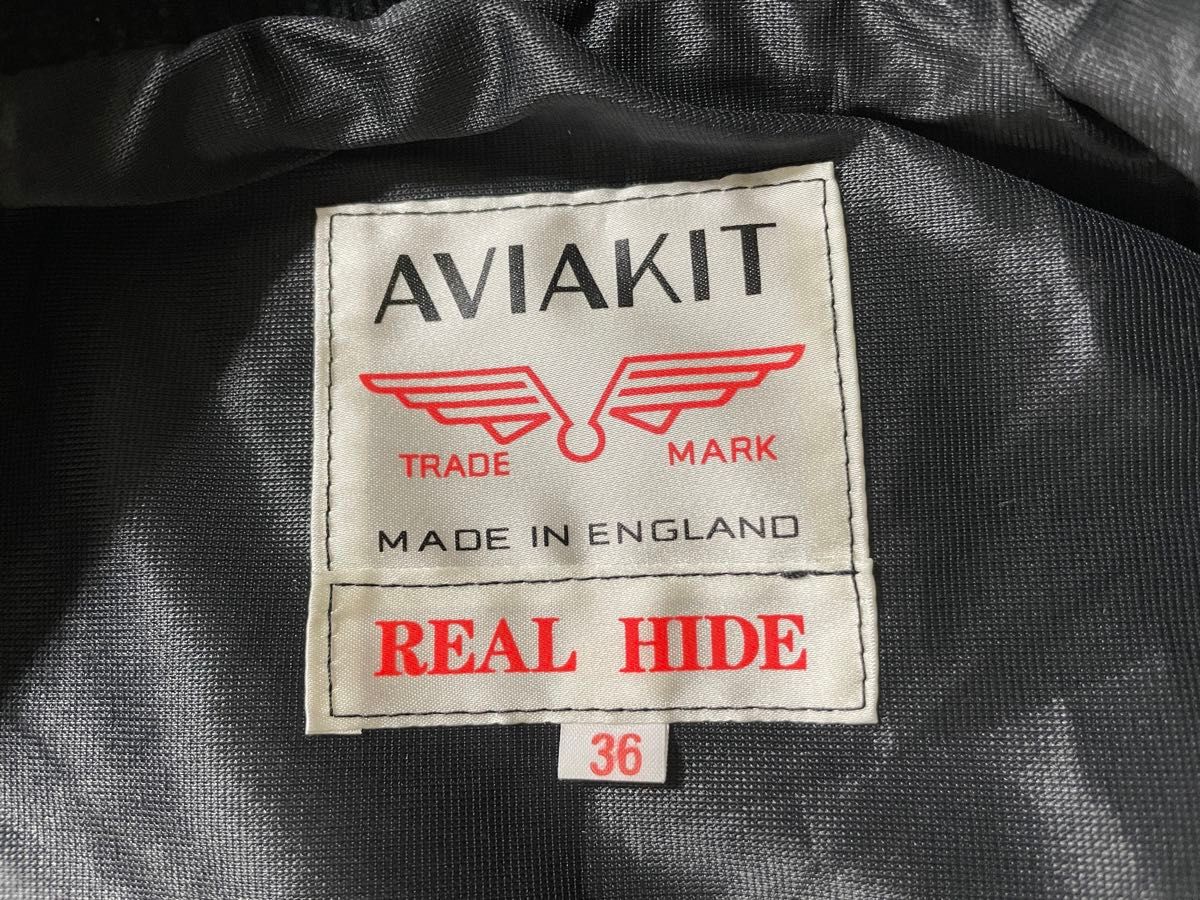 AVIAKIT
TRADE MARK
MADE IN ENGLAND
REAL HIDE
36